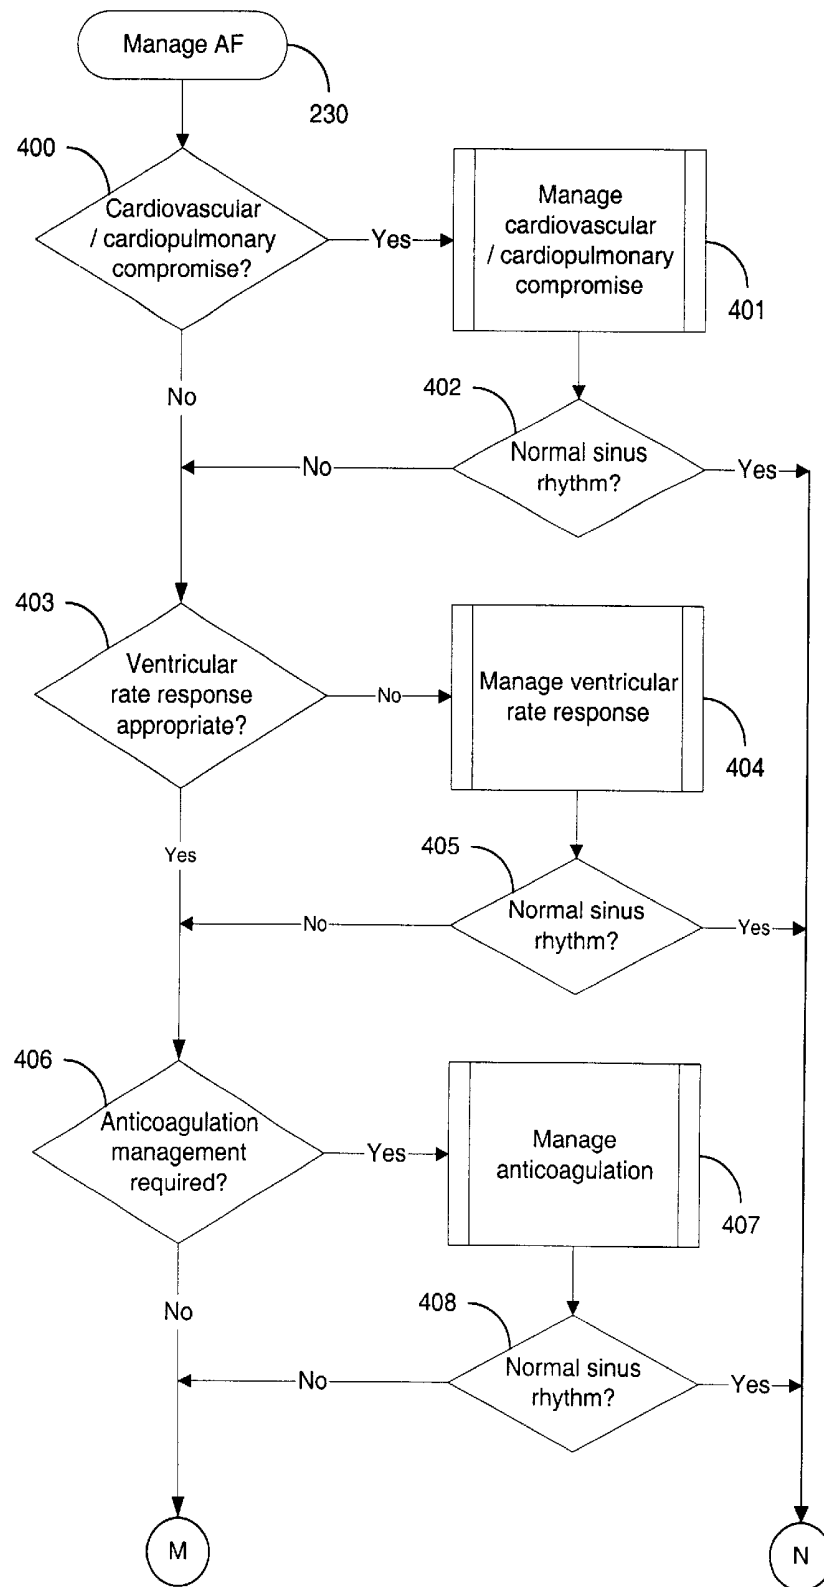 Manage AF
230
400
Cardiovascular
/ cardiopulmonary
compromise?
Yes
Manage
cardiovascular
/ cardiopulmonary
compromise
401
No
402
Normal sinus
rhythm?
No
Yes
403
Ventricular
rate response
appropriate?
No
Manage ventricular
rate response
404
Yes
405
Normal sinus
rhythm?
No
Yes
406
Anticoagulation
management
required?
Yes
Manage
anticoagulation
407
No
408
Normal sinus
rhythm?
No
Yes
M
N